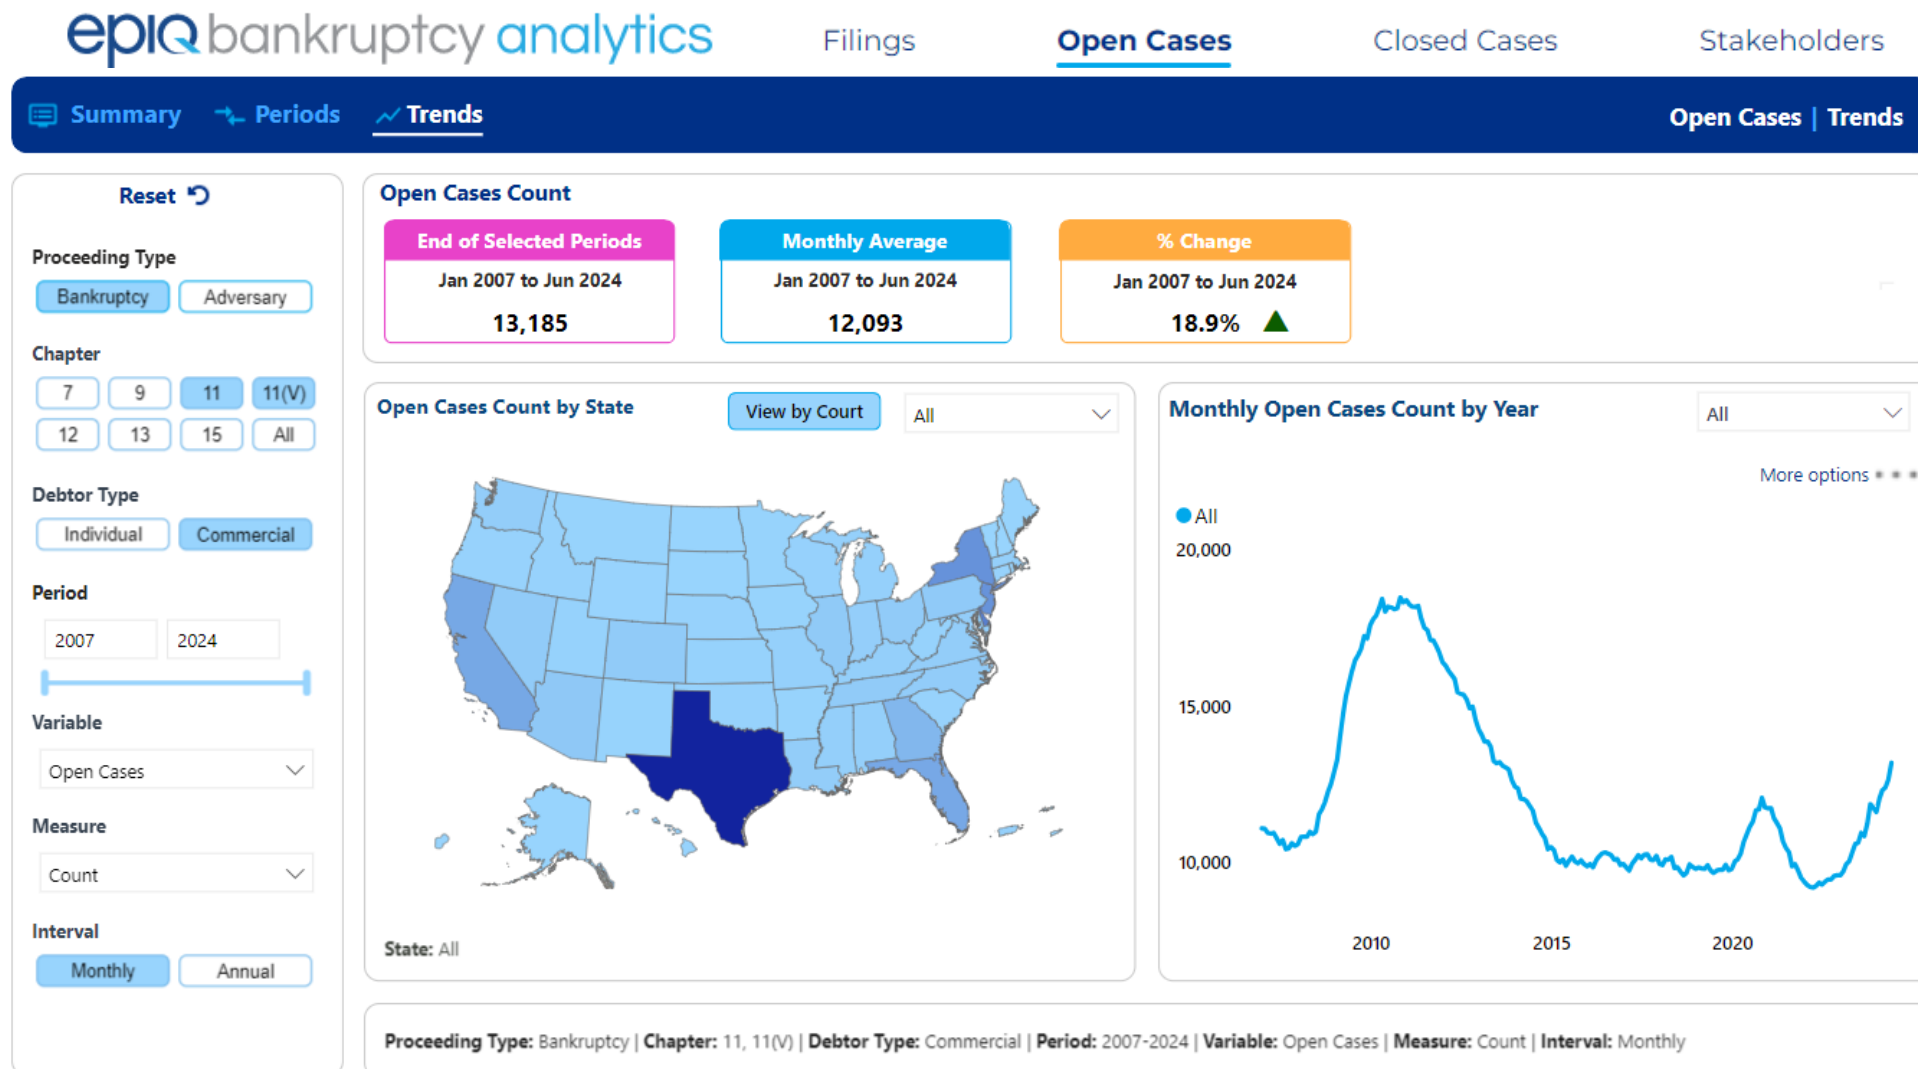 epiq bankruptcy analytics
Filings
Open Cases
Closed Cases
Stakeholders
Summary
Periods
Trends
Open Cases | Trends
Reset
Proceeding Type
Bankruptcy
Adversary
Chapter
7
9
11
11(V)
12
13
15
All
Debtor Type
Individual
Commercial
Period
2007
2024
Variable
Open Cases
Measure
Count
Interval
Monthly
Annual
Open Cases Count
End of Selected Periods
Jan 2007 to Jun 2024
13,185
Monthly Average
Jan 2007 to Jun 2024
12,093
% Change
Jan 2007 to Jun 2024
18.9%
Open Cases Count by State
View by Court
All
State: All
Monthly Open Cases Count by Year
All
More options
All
20,000
15,000
10,000
2010
2015
2020
Proceeding Type: Bankruptcy | Chapter: 11, 11(V) | Debtor Type: Commercial | Period: 2007-2024 | Variable: Open Cases | Measure: Count | Interval: Monthly